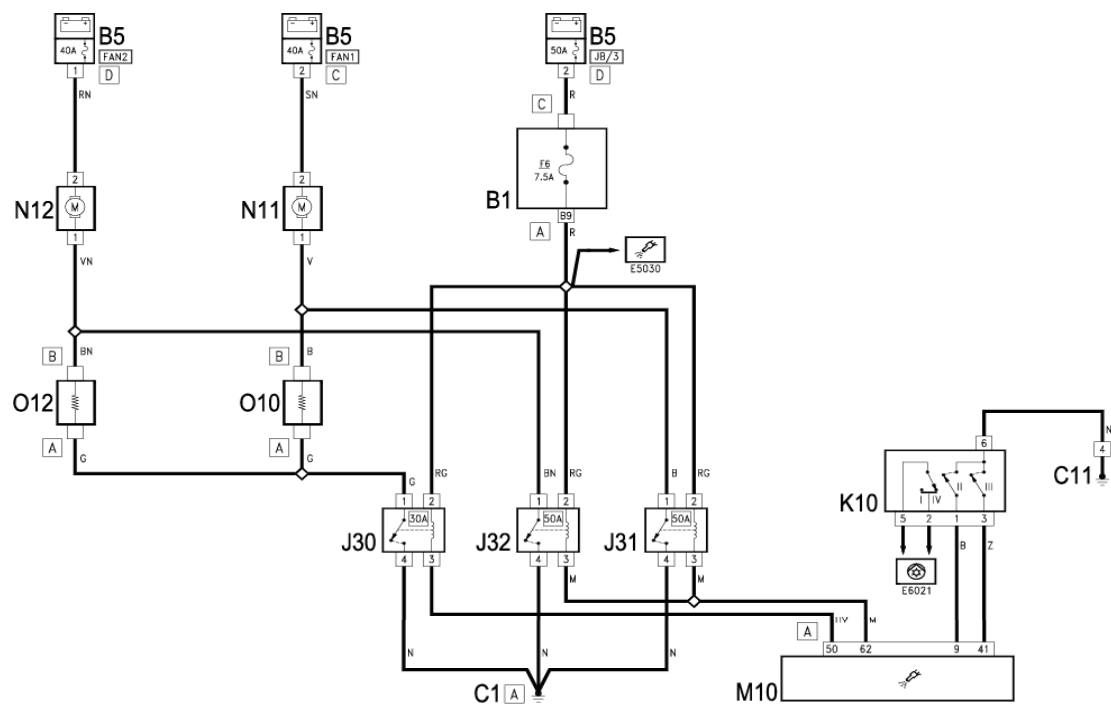 B5 B5 B5
40A 40A 50A
FAN2 FAN1 JB/3
1 D 2 C 2 D
RN SN R
C
F6
7.5A
B1
2 2
N12 M N11 M
B9
A R
1 1
VN V
E5030
B BN B B
O12 O10
6 N
4
C11
A G A G
G RG BN RG B RG
K10
I IV II III
1 2 1 2 1 2
30A 50A 50A
J30 J32 J31
5 2 1 3
4 3 4 3 4 3
B Z
M M
E6021
A M
50 62 9 41
N N N
M10
C1 A